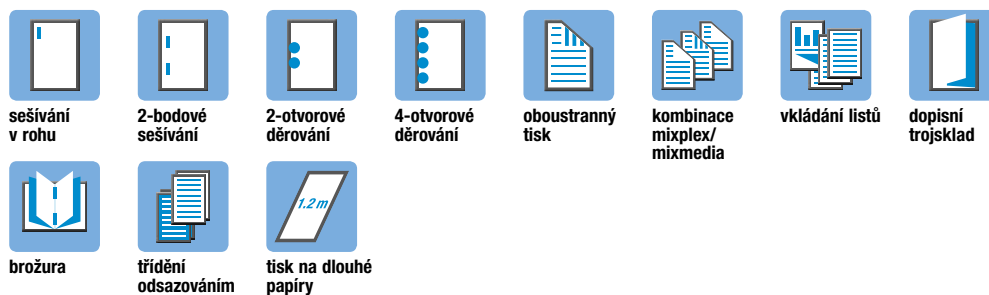 sešívání
v rohu
2-bodové
sešívání
2-otvorové
děrování
4-otvorové
děrování
oboustranný
tisk
kombinace
mixplex/
mixmedia
vkládání listů
dopisní
trojsklad
1.2 m
brožura
třídění
odsazováním
tisk na dlouhé
papíry